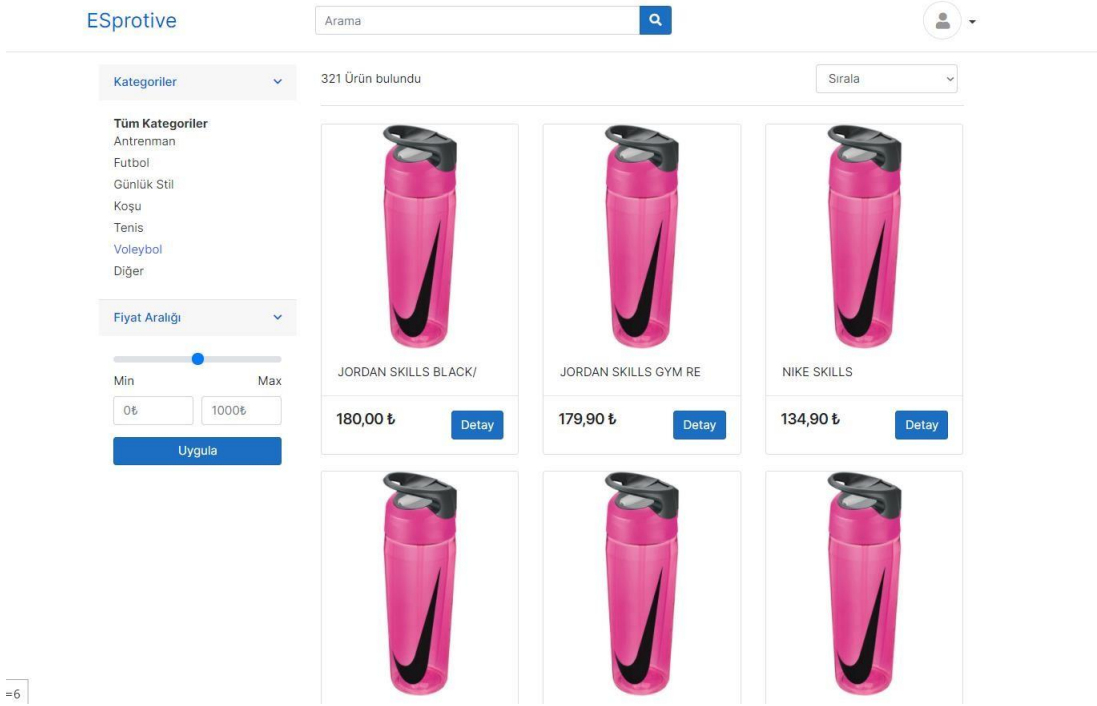 ESprotive
Arama
Kategoriler
321 Ürün bulundu
Sırala
Tüm Kategoriler
Antrenman
Futbol
Günlük Stil
Koşu
Tenis
Voleybol
Diğer
Fiyat Aralığı
Min Max
0₺ 1000₺
Uygula
JORDAN SKILLS BLACK/
180,00 ₺ Detay
JORDAN SKILLS GYM RE
179,90 ₺ Detay
NIKE SKILLS
134,90 ₺ Detay
=6